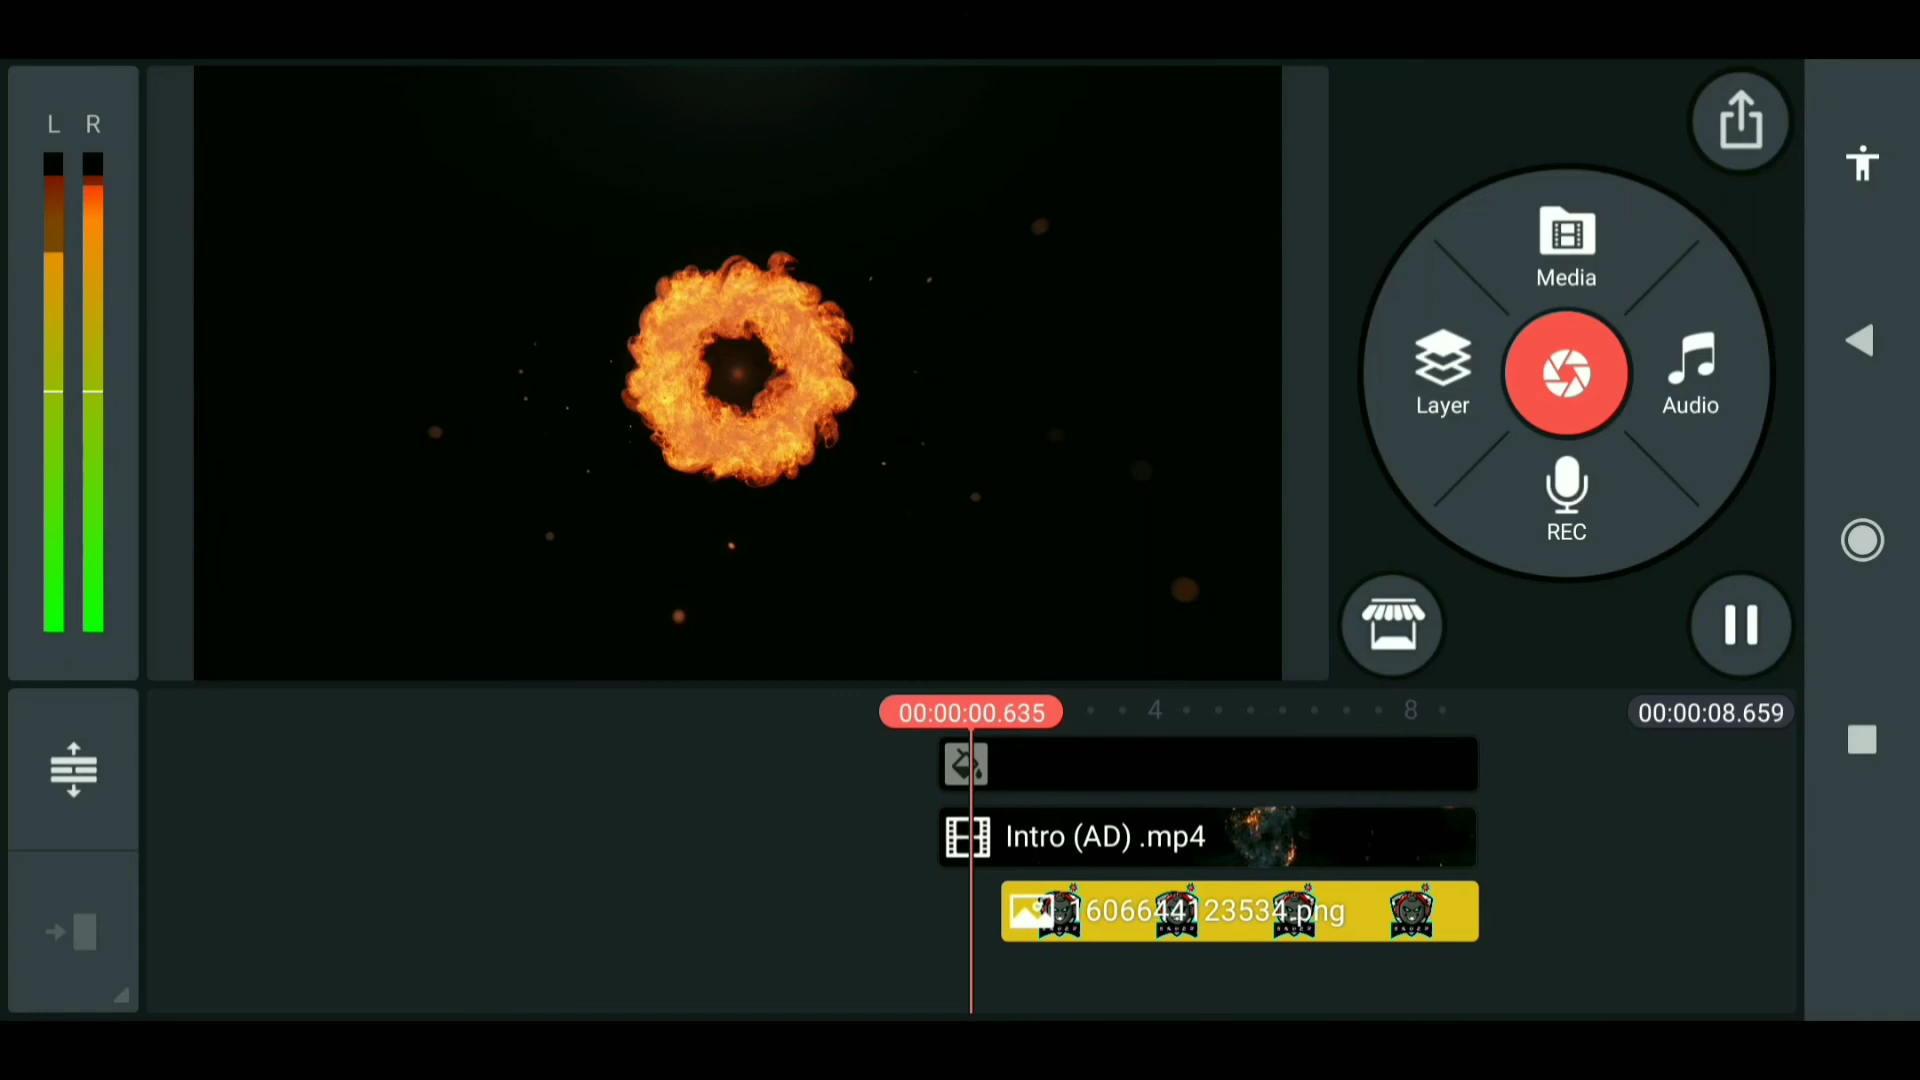 L R
Media
Layer
Audio
REC
00:00:00.635
4
8
00:00:08.659
Intro (AD) .mp4
1606644123534.png